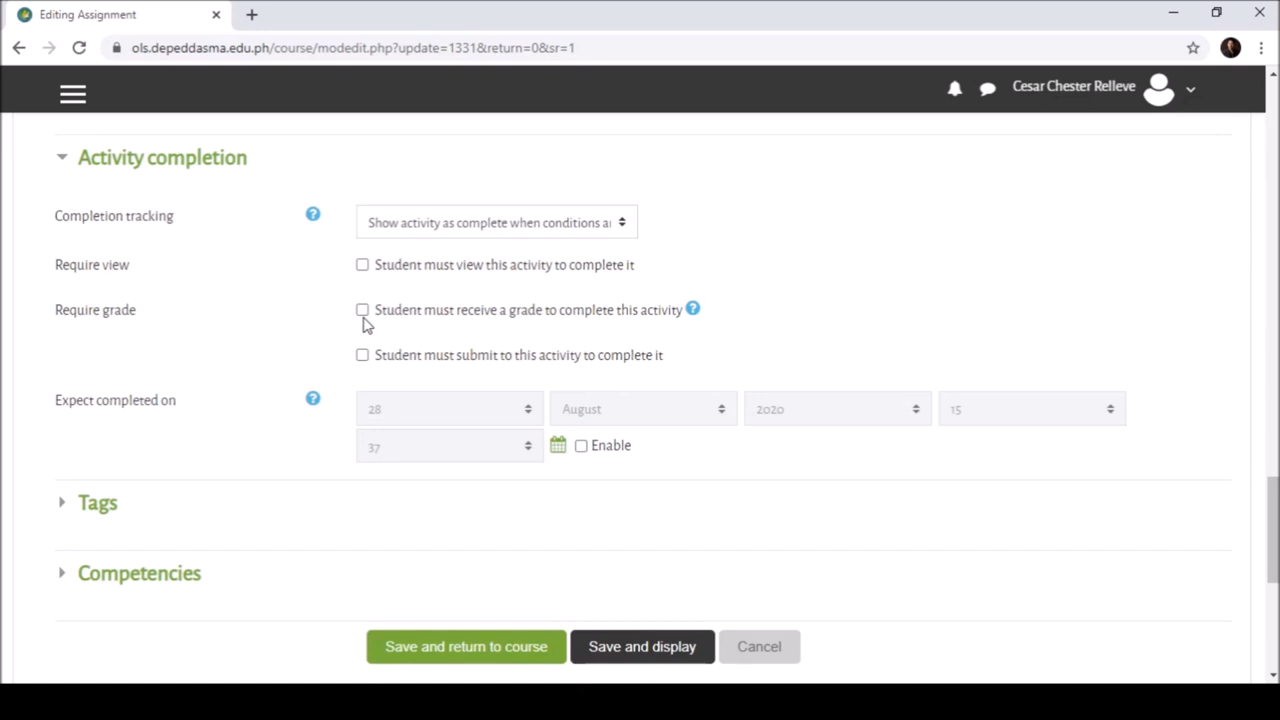 Editing Assignment
ols.depeddasma.edu.ph/course/modedit.php?update=1331&return=0&sr=1
Cesar Chester Relleve
Activity completion
Completion tracking ? Show activity as complete when conditions a
Require view Student must view this activity to complete it
Require grade Student must receive a grade to complete this activity ?
Student must submit to this activity to complete it
Expect completed on ? 28 August 2020 15
37 Enable
Tags
Competencies
Save and return to course Save and display Cancel